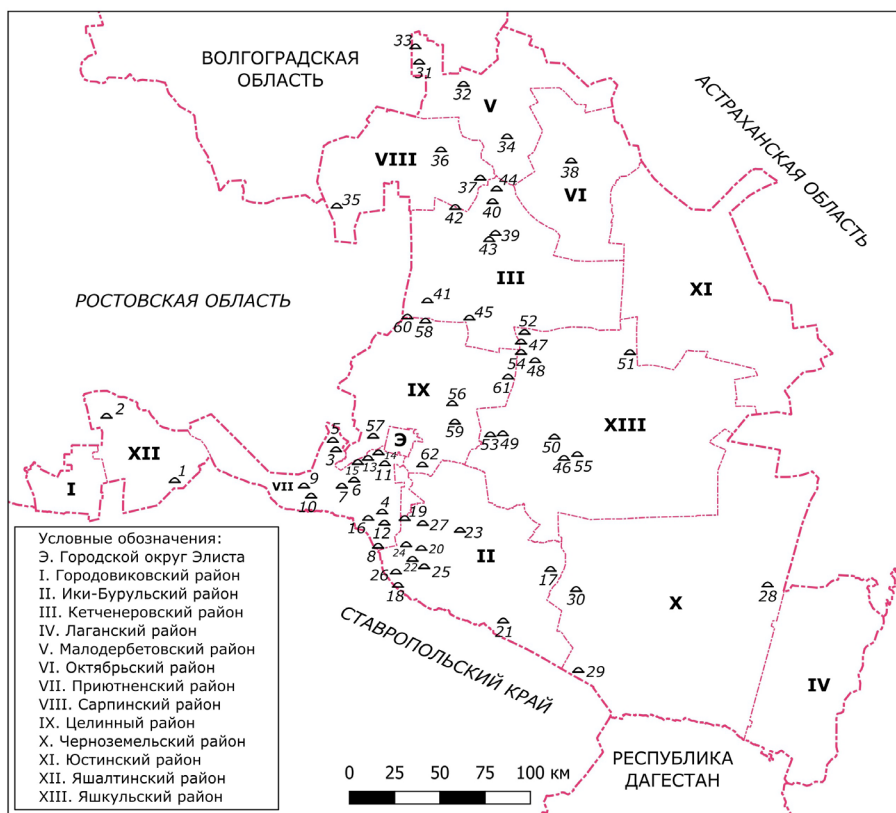 33
ВОЛГОГРАДСКАЯ
ОБЛАСТЬ
31
32
V
АСТРАХАНСКАЯ ОБЛАСТЬ
34
VIII
36
38
37
44
VI
35
42
40
39
43
РОСТОВСКАЯ ОБЛАСТЬ
41
III
XI
60
58
45
52
47
54
48
51
61
IX
56
2
XII
5
57
Э
59
53
49
XIII
50
46
55
3
15
13
14
11
62
I
1
VII
9
10
7
6
4
16
12
19
27
23
8
24
20
II
22
25
26
18
17
30
28
X
21
29
IV
СТАВРОПОЛЬСКИЙ КРАЙ
РЕСПУБЛИКА
ДАГЕСТАН
0 25 50 75 100 км
Условные обозначения:
Э. Городской округ Элиста
I. Городовиковский район
II. Ики-Бурульский район
III. Кетченеровский район
IV. Лаганский район
V. Малодербетовский район
VI. Октябрьский район
VII. Приютненский район
VIII. Сарпинский район
IX. Целинный район
X. Черноземельский район
XI. Юстинский район
XII. Яшалтинский район
XIII. Яшкульский район